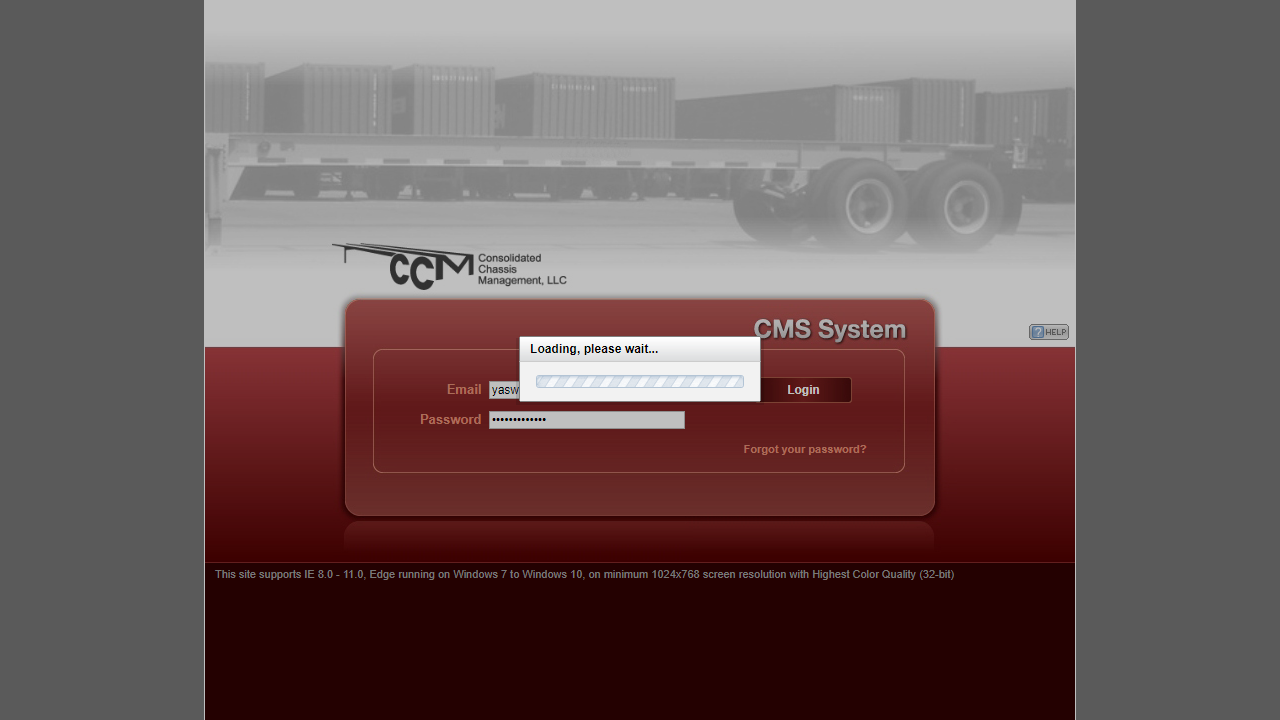 CCM
Consolidated
Chassis
Management, LLC
CMS System
HELP
Loading, please wait...
Email yasw
Login
Password •••••••••••••
Forgot your password?
This site supports IE 8.0 - 11.0, Edge running on Windows 7 to Windows 10, on minimum 1024x768 screen resolution with Highest Color Quality (32-bit)